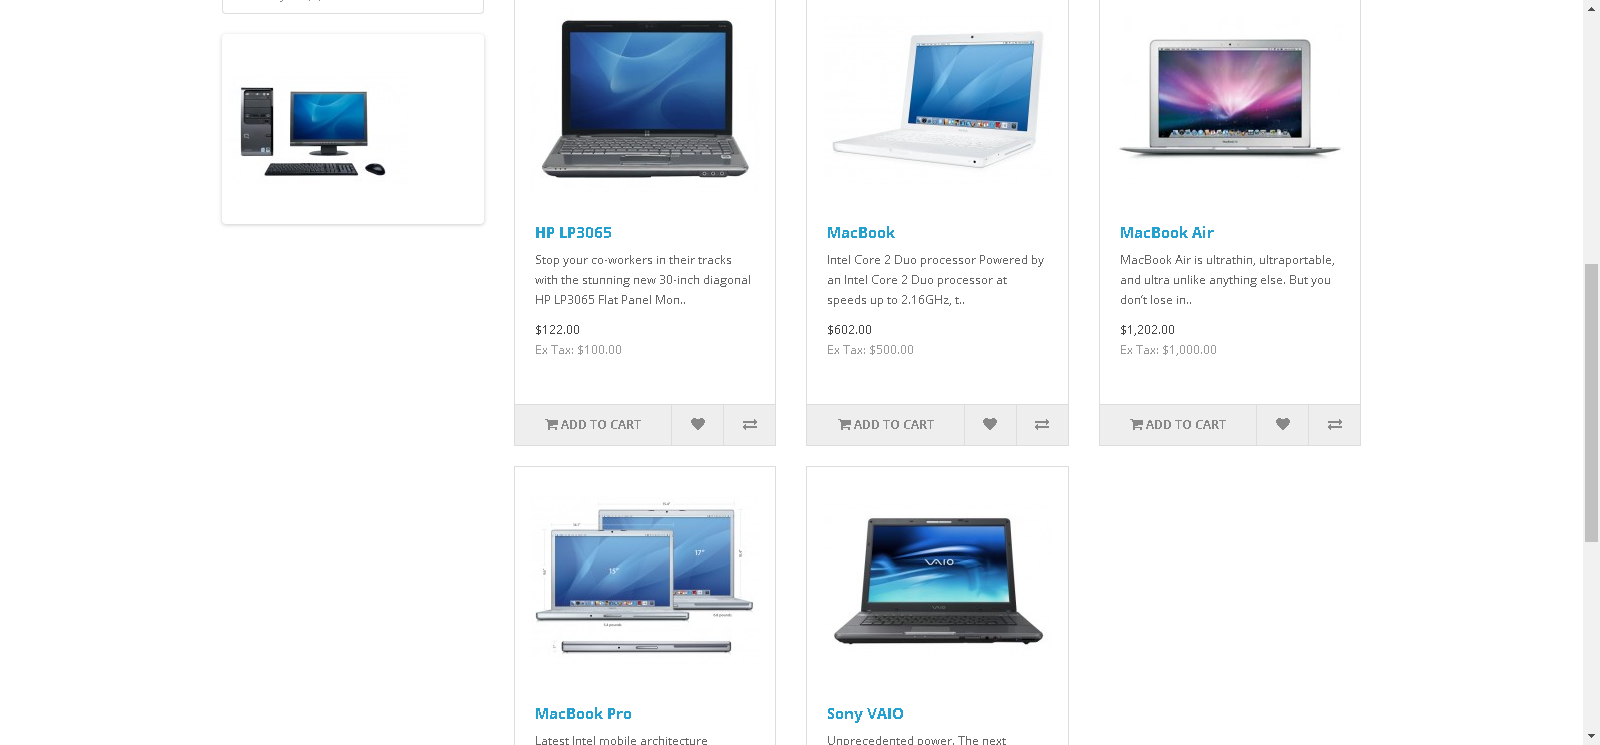 HP LP3065
Stop your co-workers in their tracks
with the stunning new 30-inch diagonal
HP LP3065 Flat Panel Mon..
$122.00
Ex Tax: $100.00
ADD TO CART
MacBook
Intel Core 2 Duo processor Powered by
an Intel Core 2 Duo processor at
speeds up to 2.16GHz, t..
$602.00
Ex Tax: $500.00
ADD TO CART
MacBook Air
MacBook Air is ultrathin, ultraportable,
and ultra unlike anything else. But you
don’t lose in..
$1,202.00
Ex Tax: $1,000.00
ADD TO CART
15"
17"
MacBook Pro
Latest Intel mobile architecture
VAIO
VAIO
Sony VAIO
Unprecedented power. The next